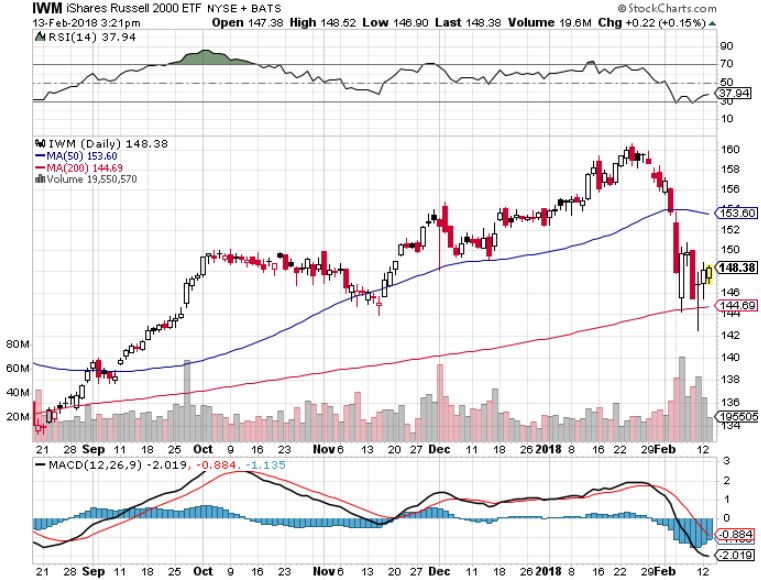 IWM iShares Russell 2000 ETF NYSE + BATS
© StockCharts.com
13-Feb-2018 3:21pm
Open 147.38 High 148.52 Low 146.90 Last 148.38 Volume 19.6M Chg +0.22 (+0.15%)
RSI(14) 37.94
90
70
50
37.94
30
10
IWM (Daily) 148.38
MA(50) 153.60
MA(200) 144.69
Volume 19,550,570
160
158
156
154
153.60
152
150
148.38
146
144.69
144
142
140
138
136
134
80M
60M
40M
20M
195505
21 28 Sep 11 18 25 Oct 9 16 23 Nov 6 13 20 27 Dec 11 18 26 2018 8 16 22 29 Feb 12
MACD(12,26,9) -2.019, -0.884, -1.135
3
2
1
0
-0.884
-2.019
21 28 Sep 11 18 25 Oct 9 16 23 Nov 6 13 20 27 Dec 11 18 26 2018 8 16 22 29 Feb 12